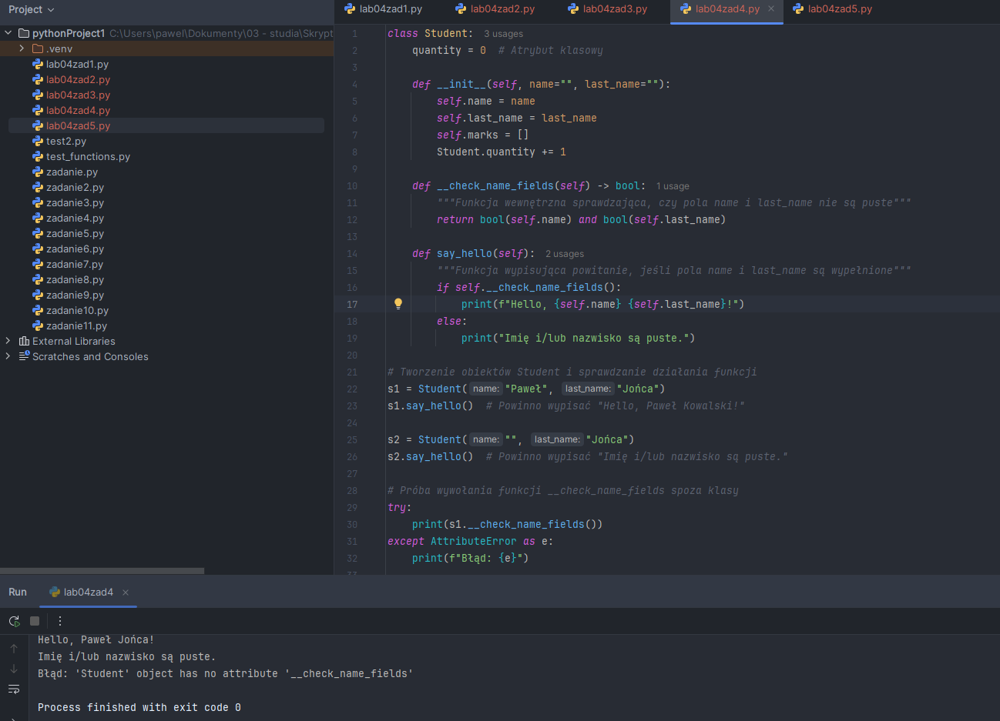 Project
pythonProject1 C:\Users\pawel\Dokumenty\03 - studia\Skrypt
.venv
lab04zad1.py
lab04zad2.py
lab04zad3.py
lab04zad4.py
lab04zad5.py
test2.py
test_functions.py
zadanie.py
zadanie2.py
zadanie3.py
zadanie4.py
zadanie5.py
zadanie6.py
zadanie7.py
zadanie8.py
zadanie9.py
zadanie10.py
zadanie11.py
External Libraries
Scratches and Consoles
lab04zad1.py lab04zad2.py lab04zad3.py lab04zad4.py lab04zad5.py
1 class Student: 3 usages
2     quantity = 0  # Atrybut klasowy
3
4     def __init__(self, name="", last_name=""):
5         self.name = name
6         self.last_name = last_name
7         self.marks = []
8         Student.quantity += 1
9
10     def __check_name_fields(self) -> bool: 1 usage
11         """Funkcja wewnętrzna sprawdzająca, czy pola name i last_name nie są puste"""
12         return bool(self.name) and bool(self.last_name)
13
14     def say_hello(self): 2 usages
15         """Funkcja wypisująca powitanie, jeśli pola name i last_name są wypełnione"""
16         if self.__check_name_fields():
17             print(f"Hello, {self.name} {self.last_name}!")
18         else:
19             print("Imię i/lub nazwisko są puste.")
20
21 # Tworzenie obiektów Student i sprawdzanie działania funkcji
22 s1 = Student( name: "Paweł", last_name: "Jońca")
23 s1.say_hello()  # Powinno wypisać "Hello, Paweł Kowalski!"
24
25 s2 = Student( name: "", last_name: "Jońca")
26 s2.say_hello()  # Powinno wypisać "Imię i/lub nazwisko są puste."
27
28 # Próba wywołania funkcji __check_name_fields spoza klasy
29 try:
30     print(s1.__check_name_fields())
31 except AttributeError as e:
32     print(f"Błąd: {e}")
33
Run lab04zad4
Hello, Paweł Jońca!
Imię i/lub nazwisko są puste.
Błąd: 'Student' object has no attribute '__check_name_fields'
Process finished with exit code 0